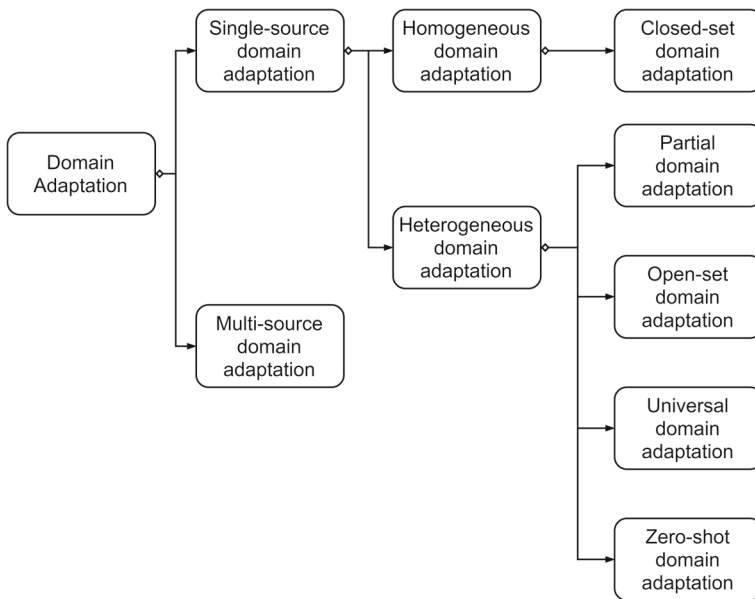 Domain
Adaptation
Single-source
domain
adaptation
Multi-source
domain
adaptation
Homogeneous
domain
adaptation
Heterogeneous
domain
adaptation
Closed-set
domain
adaptation
Partial
domain
adaptation
Open-set
domain
adaptation
Universal
domain
adaptation
Zero-shot
domain
adaptation